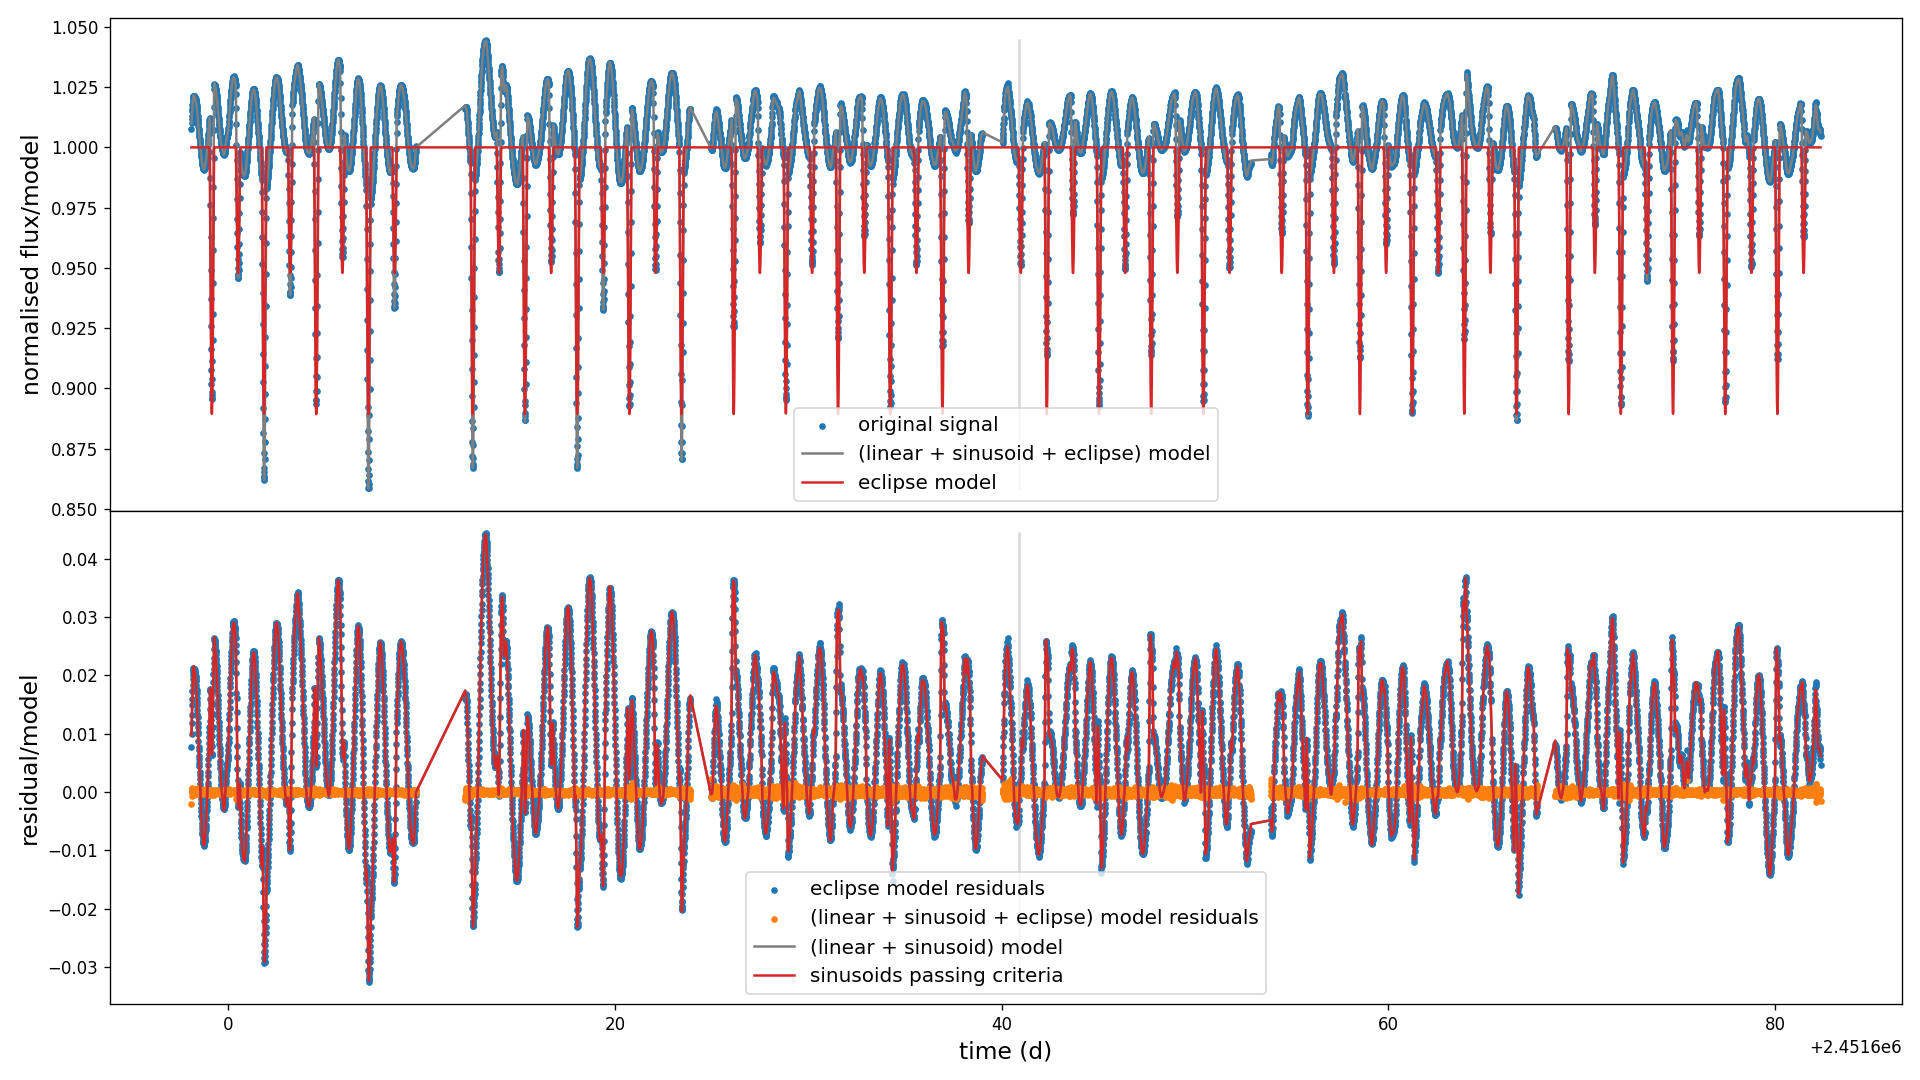 1.050
1.025
1.000
0.975
0.950
0.925
0.900
0.875
0.850
normalised flux/model
original signal
(linear + sinusoid + eclipse) model
eclipse model
0.04
0.03
0.02
0.01
0.00
−0.01
−0.02
−0.03
residual/model
eclipse model residuals
(linear + sinusoid + eclipse) model residuals
(linear + sinusoid) model
sinusoids passing criteria
0 20 40 60 80
time (d)
+2.4516e6